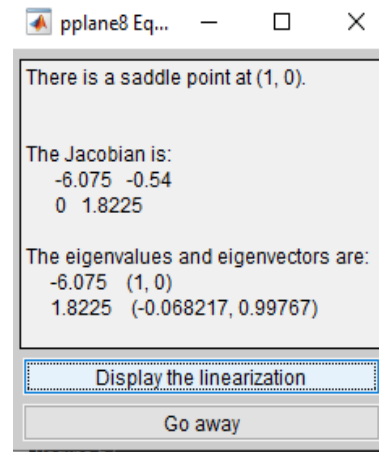 pplane8 Eq...
There is a saddle point at (1, 0).
The Jacobian is:
-6.075 -0.54
0 1.8225
The eigenvalues and eigenvectors are:
-6.075 (1, 0)
1.8225 (-0.068217, 0.99767)
Display the linearization
Go away